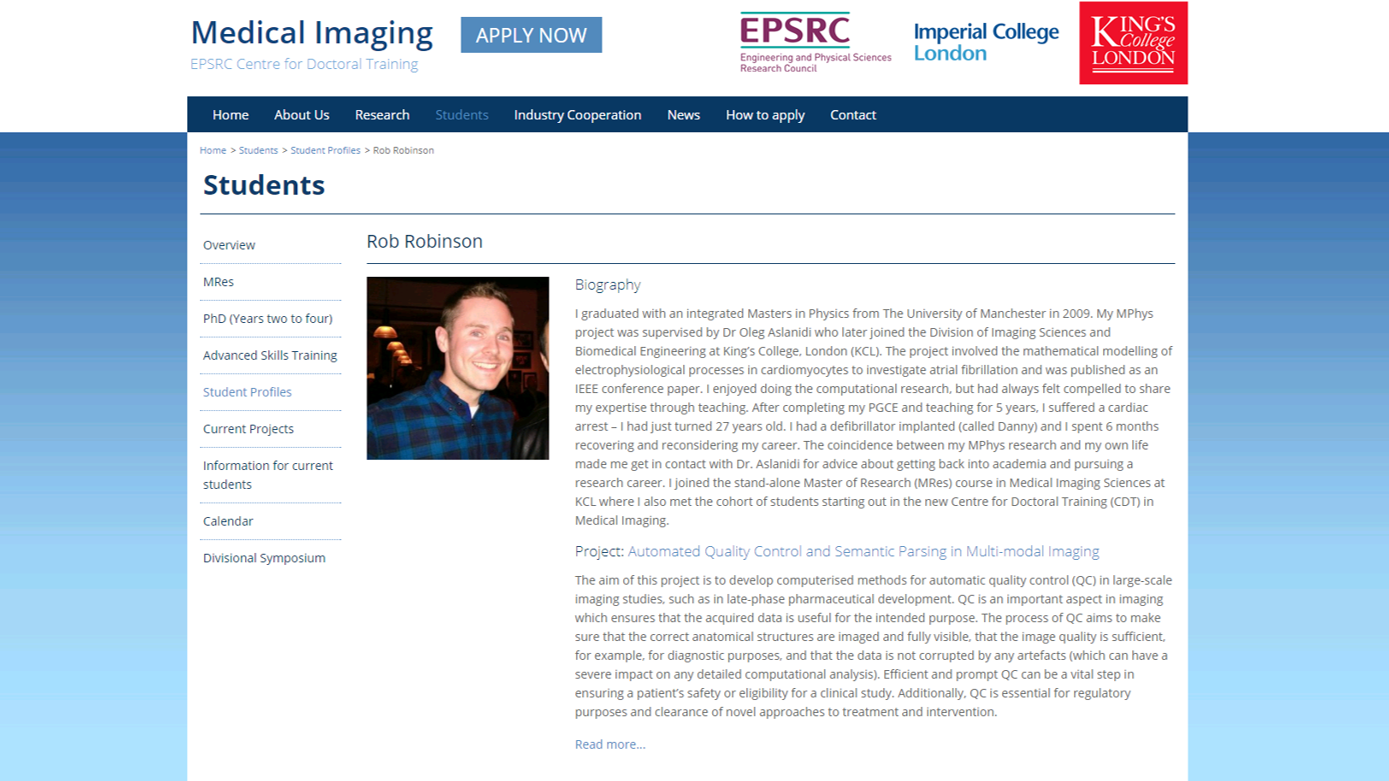 Medical Imaging
APPLY NOW
EPSRC Centre for Doctoral Training
EPSRC
Engineering and Physical Sciences
Research Council
Imperial College
London
KING'S
College
LONDON
Home About Us Research Students Industry Cooperation News How to apply Contact
Home > Students > Student Profiles > Rob Robinson
Students
Overview
MRes
PhD (Years two to four)
Advanced Skills Training
Student Profiles
Current Projects
Information for current
students
Calendar
Divisional Symposium
Rob Robinson
Biography
I graduated with an integrated Masters in Physics from The University of Manchester in 2009. My MPhys
project was supervised by Dr Oleg Aslanidi who later joined the Division of Imaging Sciences and
Biomedical Engineering at King's College, London (KCL). The project involved the mathematical modelling of
electrophysiological processes in cardiomyocytes to investigate atrial fibrillation and was published as an
IEEE conference paper. I enjoyed doing the computational research, but had always felt compelled to share
my expertise through teaching. After completing my PGCE and teaching for 5 years, I suffered a cardiac
arrest – I had just turned 27 years old. I had a defibrillator implanted (called Danny) and I spent 6 months
recovering and reconsidering my career. The coincidence between my MPhys research and my own life
made me get in contact with Dr. Aslanidi for advice about getting back into academia and pursuing a
research career. I joined the stand-alone Master of Research (MRes) course in Medical Imaging Sciences at
KCL where I also met the cohort of students starting out in the new Centre for Doctoral Training (CDT) in
Medical Imaging.
Project: Automated Quality Control and Semantic Parsing in Multi-modal Imaging
The aim of this project is to develop computerised methods for automatic quality control (QC) in large-scale
imaging studies, such as in late-phase pharmaceutical development. QC is an important aspect in imaging
which ensures that the acquired data is useful for the intended purpose. The process of QC aims to make
sure that the correct anatomical structures are imaged and fully visible, that the image quality is sufficient,
for example, for diagnostic purposes, and that the data is not corrupted by any artefacts (which can have a
severe impact on any detailed computational analysis). Efficient and prompt QC can be a vital step in
ensuring a patient's safety or eligibility for a clinical study. Additionally, QC is essential for regulatory
purposes and clearance of novel approaches to treatment and intervention.
Read more...